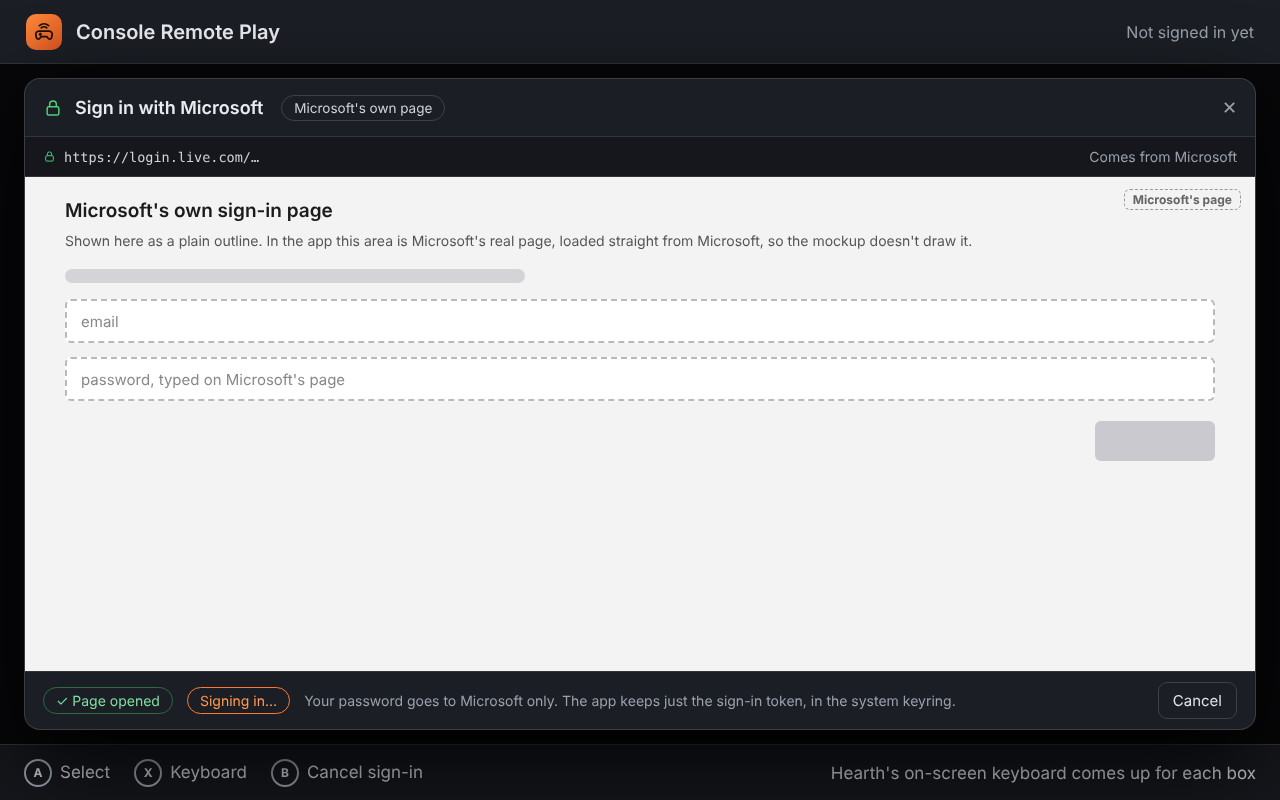 Console Remote Play
Not signed in yet
Sign in with Microsoft
Microsoft's own page
https://login.live.com/…
Comes from Microsoft
Microsoft's own sign-in page
Microsoft's page
Shown here as a plain outline. In the app this area is Microsoft's real page, loaded straight from Microsoft, so the mockup doesn't draw it.
email
password, typed on Microsoft's page
✓ Page opened
Signing in…
Your password goes to Microsoft only. The app keeps just the sign-in token, in the system keyring.
Cancel
A Select
X Keyboard
B Cancel sign-in
Hearth's on-screen keyboard comes up for each box